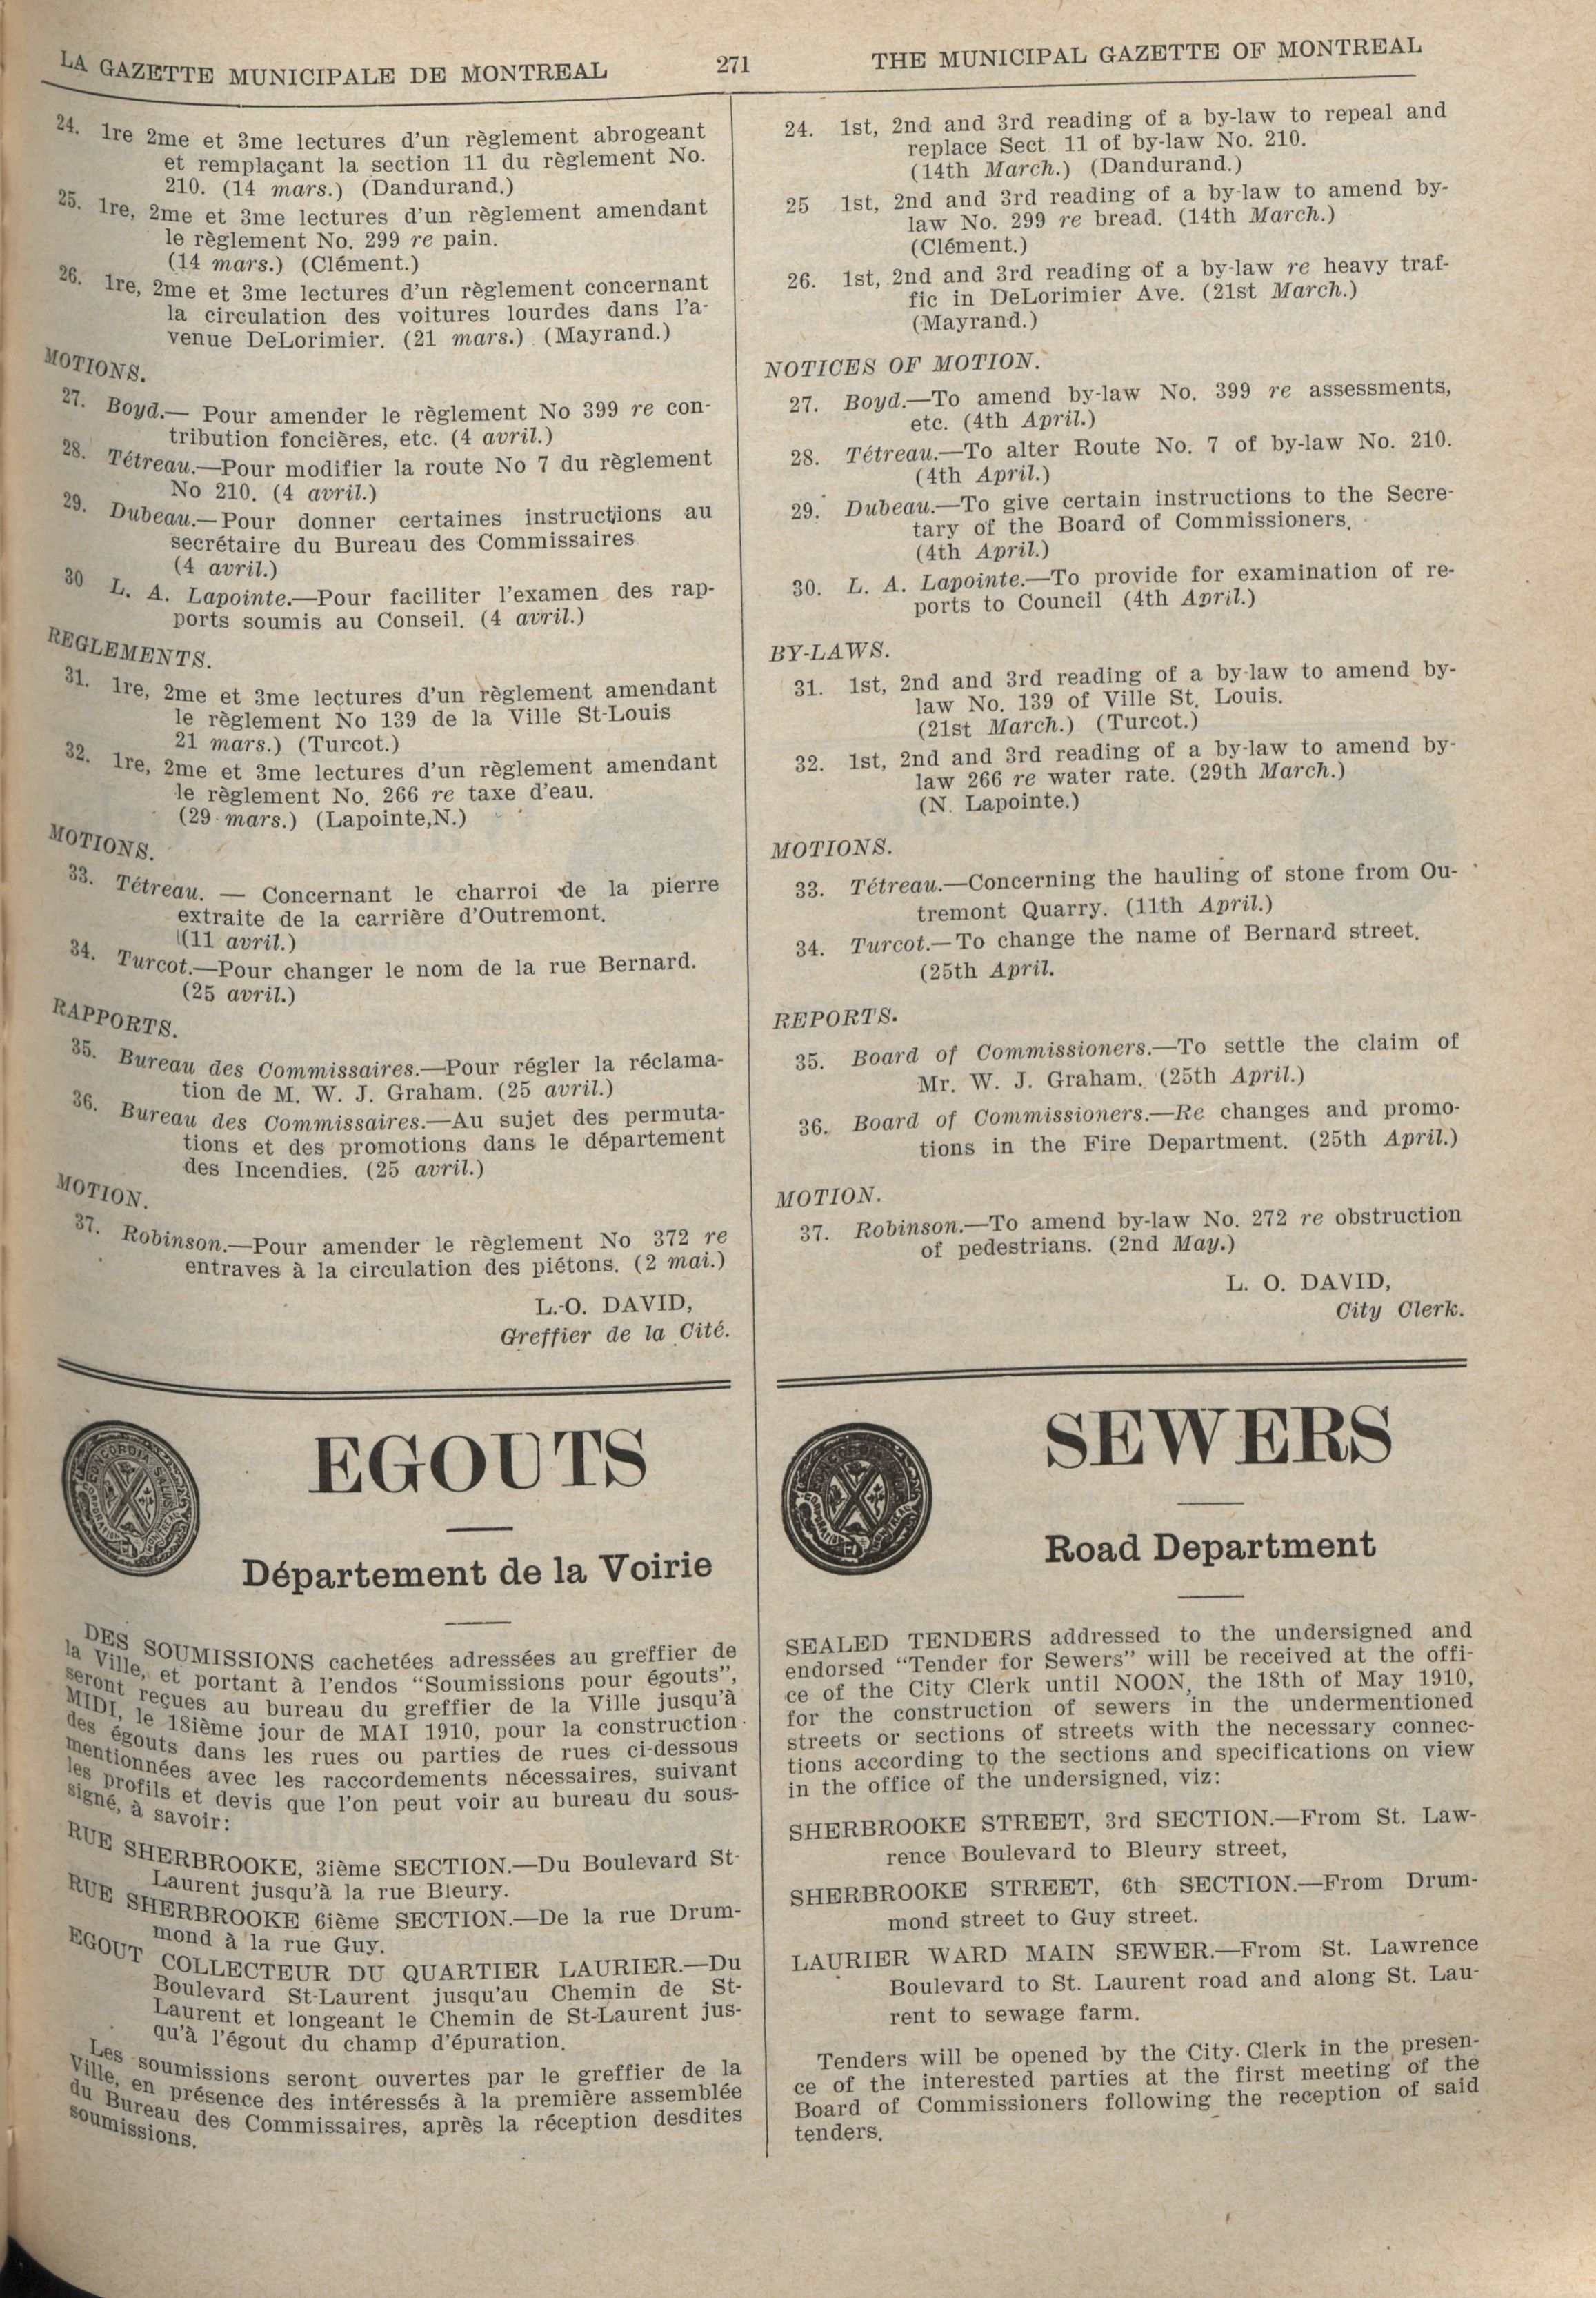 LA GAZETTE MUNICIPALE DE MONTREAL
271
THE MUNICIPAL GAZETTE OF MONTREAL
24. 1re 2me et 3me lectures d'un règlement abrogeant
et remplaçant la section 11 du règlement No.
210. (14 mars.) (Dandurand.)
25. 1re, 2me et 3me lectures d'un règlement amendant
le règlement No. 299 re pain.
(14 mars.) (Clément.)
26. 1re, 2me et 3me lectures d'un règlement concernant
la circulation des voitures lourdes dans l'a-
venue DeLorimier. (21 mars.) (Mayrand.)
MOTIONS.
27. Boyd.— Pour amender le règlement No 399 re con-
tribution foncières, etc. (4 avril.)
28. Tétreau.—Pour modifier la route No 7 du règlement
No 210. (4 avril.)
29. Dubeau.—Pour donner certaines instructions au
secrétaire du Bureau des Commissaires
(4 avril.)
30 L. A. Lapointe.—Pour faciliter l'examen des rap-
ports soumis au Conseil. (4 avril.)
REGLEMENTS.
31. 1re, 2me et 3me lectures d'un règlement amendant
le règlement No 139 de la Ville St-Louis
21 mars.) (Turcot.)
32. 1re, 2me et 3me lectures d'un règlement amendant
le règlement No. 266 re taxe d'eau.
(29 mars.) (Lapointe,N.)
MOTIONS.
33. Tétreau. — Concernant le charroi de la pierre
extraite de la carrière d'Outremont.
(11 avril.)
34. Turcot.—Pour changer le nom de la rue Bernard.
(25 avril.)
RAPPORTS.
35. Bureau des Commissaires.—Pour régler la réclama-
tion de M. W. J. Graham. (25 avril.)
36. Bureau des Commissaires.—Au sujet des permuta-
tions et des promotions dans le département
des Incendies. (25 avril.)
MOTION.
37. Robinson.—Pour amender le règlement No 372 re
entraves à la circulation des piétons. (2 mai.)
L.-O. DAVID,
Greffier de la Cité.
24. 1st, 2nd and 3rd reading of a by-law to repeal and
replace Sect 11 of by-law No. 210.
(14th March.) (Dandurand.)
25 1st, 2nd and 3rd reading of a by-law to amend by-
law No. 299 re bread. (14th March.)
(Clément.)
26. 1st, 2nd and 3rd reading of a by-law re heavy traf-
fic in DeLorimier Ave. (21st March.)
(Mayrand.)
NOTICES OF MOTION.
27. Boyd.—To amend by-law No. 399 re assessments,
etc. (4th April.)
28. Tétreau.—To alter Route No. 7 of by-law No. 210.
(4th April.)
29. Dubeau.—To give certain instructions to the Secre-
tary of the Board of Commissioners.
(4th April.)
30. L. A. Lapointe.—To provide for examination of re-
ports to Council (4th April.)
BY-LAWS.
31. 1st, 2nd and 3rd reading of a by-law to amend by-
law No. 139 of Ville St. Louis.
(21st March.) (Turcot.)
32. 1st, 2nd and 3rd reading of a by-law to amend by-
law 266 re water rate. (29th March.)
(N. Lapointe.)
MOTIONS.
33. Tétreau.—Concerning the hauling of stone from Ou-
tremont Quarry. (11th April.)
34. Turcot.—To change the name of Bernard street.
(25th April.
REPORTS.
35. Board of Commissioners.—To settle the claim of
Mr. W. J. Graham. (25th April.)
36. Board of Commissioners.—Re changes and promo-
tions in the Fire Department. (25th April.)
MOTION.
37. Robinson.—To amend by-law No. 272 re obstruction
of pedestrians. (2nd May.)
L. O. DAVID,
City Clerk.
CONCORDIA SALUS
EGOUTS
Département de la Voirie
DES SOUMISSIONS cachetées adressées au greffier de
la Ville, et portant à l'endos "Soumissions pour égouts",
seront reçues au bureau du greffier de la Ville jusqu'à
MIDI, le 18ième jour de MAI 1910, pour la construction
des égouts dans les rues ou parties de rues ci-dessous
mentionnées avec les raccordements nécessaires, suivant
les profils et devis que l'on peut voir au bureau du sous-
signé, à savoir:
RUE SHERBROOKE, 3ième SECTION.—Du Boulevard St-
Laurent jusqu'à la rue Bleury.
RUE SHERBROOKE 6ième SECTION.—De la rue Drum-
mond à la rue Guy.
EGOUT COLLECTEUR DU QUARTIER LAURIER.—Du
Boulevard St-Laurent jusqu'au Chemin de St-
Laurent et longeant le Chemin de St-Laurent jus-
qu'à l'égout du champ d'épuration.
Les soumissions seront ouvertes par le greffier de la
Ville, en présence des intéressés à la première assemblée
du Bureau des Commissaires, après la réception desdites
soumissions.
SEWERS
Road Department
SEALED TENDERS addressed to the undersigned and
endorsed "Tender for Sewers" will be received at the offi-
ce of the City Clerk until NOON, the 18th of May 1910,
for the construction of sewers in the undermentioned
streets or sections of streets with the necessary connec-
tions according to the sections and specifications on view
in the office of the undersigned, viz:
SHERBROOKE STREET, 3rd SECTION.—From St. Law-
rence Boulevard to Bleury street,
SHERBROOKE STREET, 6th SECTION.—From Drum-
mond street to Guy street.
LAURIER WARD MAIN SEWER.—From St. Lawrence
Boulevard to St. Laurent road and along St. Lau-
rent to sewage farm.
Tenders will be opened by the City Clerk in the presen-
ce of the interested parties at the first meeting of the
Board of Commissioners following the reception of said
tenders.